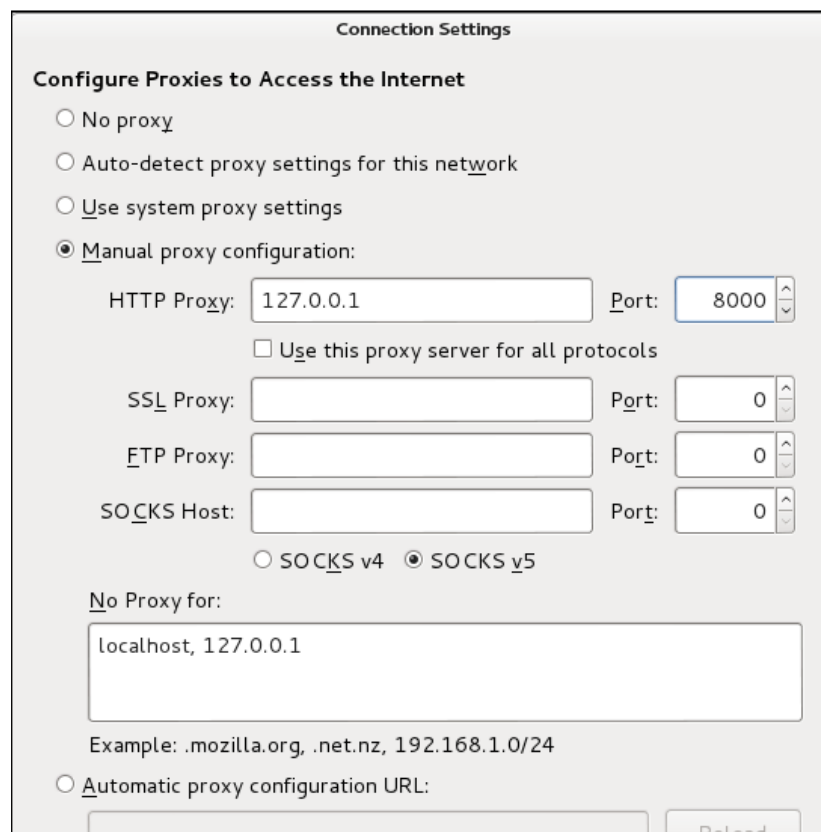 Connection Settings
Configure Proxies to Access the Internet
No proxy
Auto-detect proxy settings for this network
Use system proxy settings
Manual proxy configuration:
HTTP Proxy: 127.0.0.1 Port: 8000
Use this proxy server for all protocols
SSL Proxy: Port: 0
FTP Proxy: Port: 0
SOCKS Host: Port: 0
SOCKS v4 SOCKS v5
No Proxy for:
localhost, 127.0.0.1
Example: .mozilla.org, .net.nz, 192.168.1.0/24
Automatic proxy configuration URL:
Reload